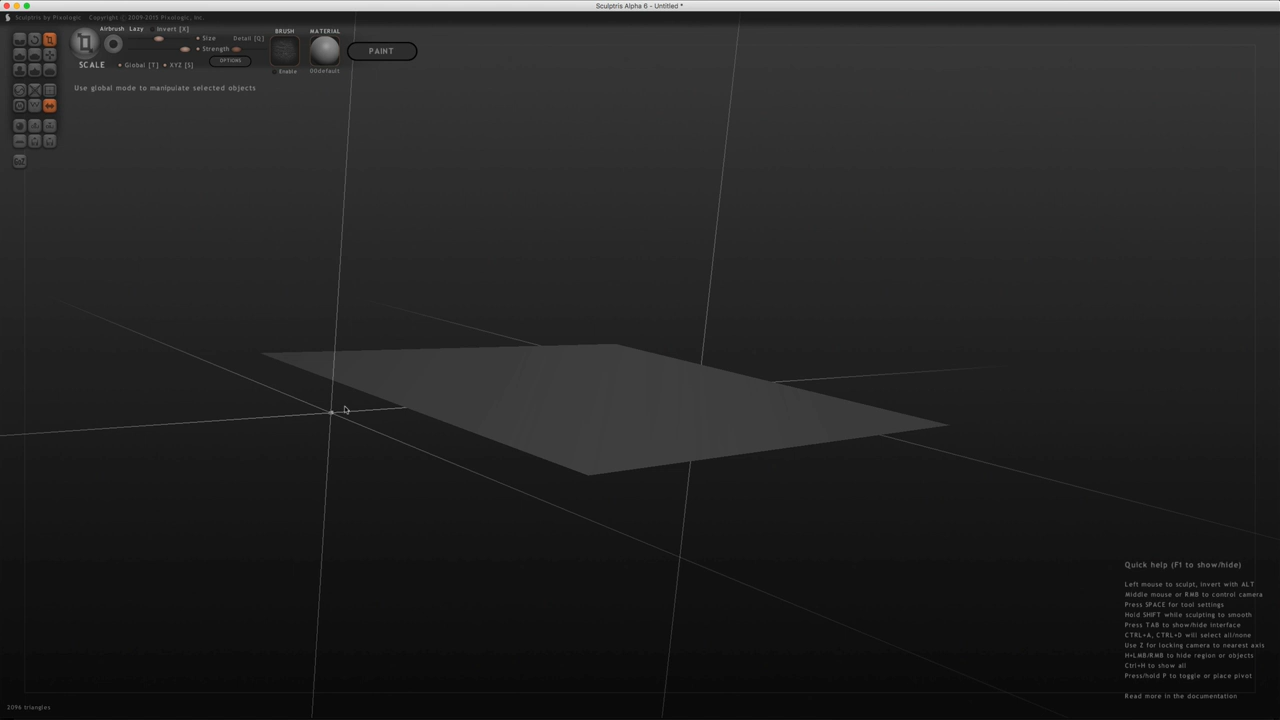 Sculptris Alpha 6 - Untitled *
Sculptris by Pixologic Copyright © 2009-2015 Pixologic, Inc.
Airbrush Lazy Invert [X]
Size Detail [Q]
Strength
SCALE Global [T] XYZ [S] OPTIONS
BRUSH
Enable
MATERIAL
00default
PAINT
Use global mode to manipulate selected objects
GoZ
Quick help (F1 to show/hide)
Left mouse to sculpt, invert with ALT
Middle mouse or RMB to control camera
Press SPACE for tool settings
Hold SHIFT while sculpting to smooth
Press TAB to show/hide interface
CTRL+A, CTRL+D will select all/none
Use Z for locking camera to nearest axis
H+LMB/RMB to hide region or objects
Ctrl+H to show all
Press/hold P to toggle or place pivot
Read more in the documentation
2096 triangles